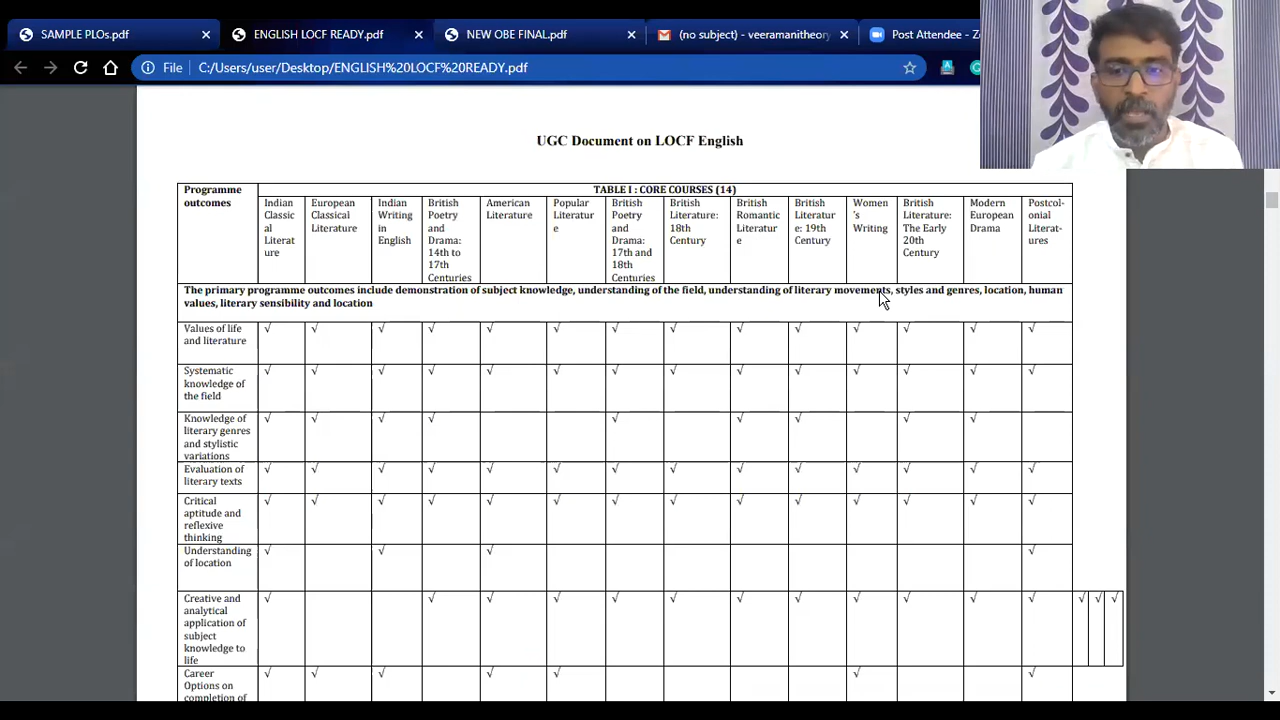 SAMPLE PLOs.pdf
ENGLISH LOCF READY.pdf
NEW OBE FINAL.pdf
(no subject) - veeramanitheory
Post Attendee - Z
File C:/Users/user/Desktop/ENGLISH%20LOCF%20READY.pdf
UGC Document on LOCF English
Programme
outcomes
TABLE I : CORE COURSES (14)
Indian
Classic
al
Literat
ure
European
Classical
Literature
Indian
Writing
in
English
British
Poetry
and
Drama:
14th to
17th
Centuries
American
Literature
Popular
Literatur
e
British
Poetry
and
Drama:
17th and
18th
Centuries
British
Literature:
18th
Century
British
Romantic
Literatur
e
British
Literatur
e: 19th
Century
Women
's
Writing
British
Literature:
The Early
20th
Century
Modern
European
Drama
Postcol-
onial
Literat-
ures
The primary programme outcomes include demonstration of subject knowledge, understanding of the field, understanding of literary movements, styles and genres, location, human
values, literary sensibility and location
Values of life
and literature
√ √ √ √ √ √ √ √ √ √ √ √ √ √
Systematic
knowledge of
the field
√ √ √ √ √ √ √ √ √ √ √ √ √ √
Knowledge of
literary genres
and stylistic
variations
√ √ √ √ √ √ √ √ √
Evaluation of
literary texts
√ √ √ √ √ √ √ √ √ √ √ √ √ √
Critical
aptitude and
reflexive
thinking
√ √ √ √ √ √ √ √ √ √ √ √ √ √
Understanding
of location
√ √ √ √
Creative and
analytical
application of
subject
knowledge to
life
√ √ √ √ √ √ √ √ √ √ √ √ √ √ √
Career
Options on
completion of
√ √ √ √ √ √ √